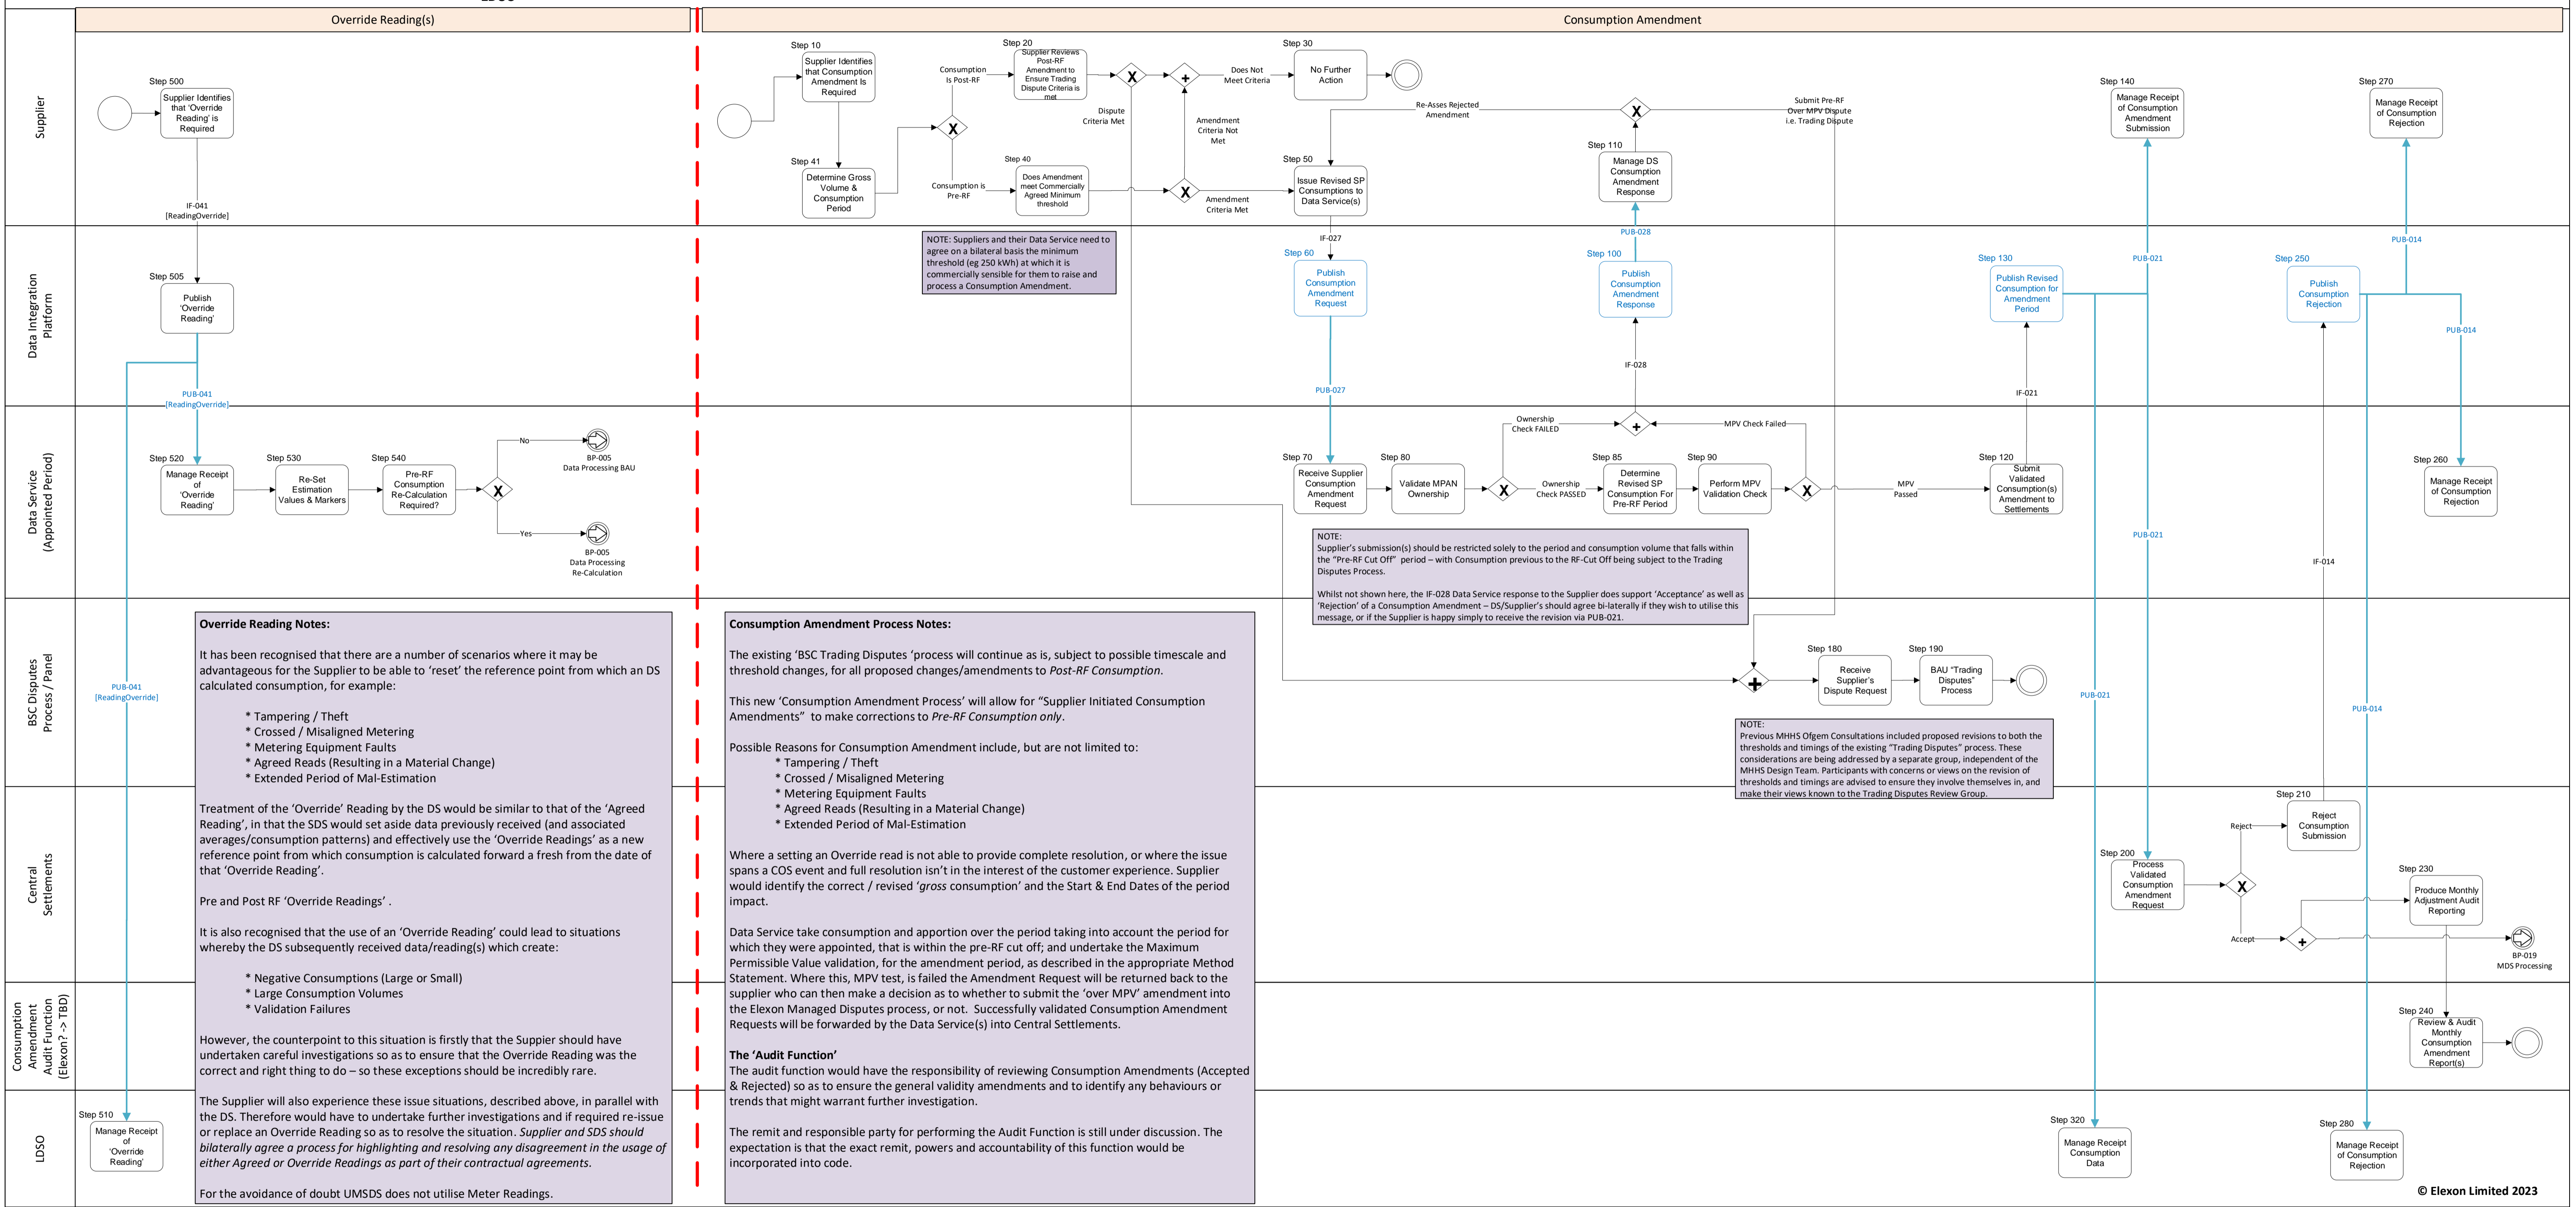 Override Reading(s)
Consumption Amendment
Supplier
Step 500
Supplier Identifies
that ‘Override
Reading’ is
Required
IF-041
[ReadingOverride]
Step 10
Supplier Identifies
that Consumption
Amendment Is
Required
Step 41
Determine Gross
Volume &
Consumption
Period
Consumption
Is Post-RF
Consumption is
Pre-RF
X
Step 20
Supplier Reviews
Post-RF
Amendment to
Ensure Trading
Dispute Criteria is
met
Step 40
Does Amendment
meet Commercially
Agreed Minimum
threshold
X
+
Dispute
Criteria Met
Does Not
Meet Criteria
Amendment
Criteria Not
Met
X
Amendment
Criteria Met
Step 30
No Further
Action
Step 50
Issue Revised SP
Consumptions to
Data Service(s)
IF-027
Re-Asses Rejected
Amendment
X
Submit Pre-RF
Over MPV Dispute
i.e. Trading Dispute
Step 110
Manage DS
Consumption
Amendment
Response
PUB-028
Step 140
Manage Receipt
of Consumption
Amendment
Submission
PUB-021
Step 270
Manage Receipt
of Consumption
Rejection
PUB-014
Data Integration
Platform
Step 505
Publish
‘Override
Reading’
PUB-041
[ReadingOverride]
NOTE: Suppliers and their Data Service need to
agree on a bilateral basis the minimum
threshold (eg 250 kWh) at which it is
commercially sensible for them to raise and
process a Consumption Amendment.
Step 60
Publish
Consumption
Amendment
Request
PUB-027
Step 100
Publish
Consumption
Amendment
Response
IF-028
Step 130
Publish Revised
Consumption for
Amendment
Period
IF-021
Step 250
Publish
Consumption
Rejection
PUB-014
Data Service
(Appointed Period)
Step 520
Manage Receipt
of
‘Override
Reading’
Step 530
Re-Set
Estimation
Values & Markers
Step 540
Pre-RF
Consumption
Re-Calculation
Required?
X
No
BP-005
Data Processing BAU
Yes
BP-005
Data Processing
Re-Calculation
Step 70
Receive Supplier
Consumption
Amendment
Request
Step 80
Validate MPAN
Ownership
X
Ownership
Check FAILED
Ownership
Check PASSED
+
MPV Check Failed
Step 85
Determine
Revised SP
Consumption For
Pre-RF Period
Step 90
Perform MPV
Validation Check
X
MPV
Passed
Step 120
Submit
Validated
Consumption(s)
Amendment to
Settlements
PUB-021
IF-014
Step 260
Manage Receipt
of Consumption
Rejection
NOTE:
Supplier’s submission(s) should be restricted solely to the period and consumption volume that falls within
the “Pre-RF Cut Off” period – with Consumption previous to the RF-Cut Off being subject to the Trading
Disputes Process.
Whilst not shown here, the IF-028 Data Service response to the Supplier does support ‘Acceptance’ as well as
‘Rejection’ of a Consumption Amendment – DS/Supplier’s should agree bi-laterally if they wish to utilise this
message, or if the Supplier is happy simply to receive the revision via PUB-021.
BSC Disputes
Process / Panel
PUB-041
[ReadingOverride]
Override Reading Notes:
It has been recognised that there are a number of scenarios where it may be
advantageous for the Supplier to be able to ‘reset’ the reference point from which an DS
calculated consumption, for example:
* Tampering / Theft
* Crossed / Misaligned Metering
* Metering Equipment Faults
* Agreed Reads (Resulting in a Material Change)
* Extended Period of Mal-Estimation
Treatment of the ‘Override’ Reading by the DS would be similar to that of the ‘Agreed
Reading’, in that the SDS would set aside data previously received (and associated
averages/consumption patterns) and effectively use the ‘Override Readings’ as a new
reference point from which consumption is calculated forward a fresh from the date of
that ‘Override Reading’.
Pre and Post RF ‘Override Readings’ .
It is also recognised that the use of an ‘Override Reading’ could lead to situations
whereby the DS subsequently received data/reading(s) which create:
* Negative Consumptions (Large or Small)
* Large Consumption Volumes
* Validation Failures
However, the counterpoint to this situation is firstly that the Suppier should have
undertaken careful investigations so as to ensure that the Override Reading was the
correct and right thing to do – so these exceptions should be incredibly rare.
The Supplier will also experience these issue situations, described above, in parallel with
the DS. Therefore would have to undertake further investigations and if required re-issue
or replace an Override Reading so as to resolve the situation. Supplier and SDS should
bilaterally agree a process for highlighting and resolving any disagreement in the usage of
either Agreed or Override Readings as part of their contractual agreements.
For the avoidance of doubt UMSDS does not utilise Meter Readings.
Consumption Amendment Process Notes:
The existing ‘BSC Trading Disputes ‘process will continue as is, subject to possible timescale and
threshold changes, for all proposed changes/amendments to Post-RF Consumption.
This new ‘Consumption Amendment Process’ will allow for “Supplier Initiated Consumption
Amendments” to make corrections to Pre-RF Consumption only.
Possible Reasons for Consumption Amendment include, but are not limited to:
* Tampering / Theft
* Crossed / Misaligned Metering
* Metering Equipment Faults
* Agreed Reads (Resulting in a Material Change)
* Extended Period of Mal-Estimation
Where a setting an Override read is not able to provide complete resolution, or where the issue
spans a COS event and full resolution isn’t in the interest of the customer experience. Supplier
would identify the correct / revised ‘gross consumption’ and the Start & End Dates of the period
impact.
Data Service take consumption and apportion over the period taking into account the period for
which they were appointed, that is within the pre-RF cut off; and undertake the Maximum
Permissible Value validation, for the amendment period, as described in the appropriate Method
Statement. Where this, MPV test, is failed the Amendment Request will be returned back to the
supplier who can then make a decision as to whether to submit the ‘over MPV’ amendment into
the Elexon Managed Disputes process, or not. Successfully validated Consumption Amendment
Requests will be forwarded by the Data Service(s) into Central Settlements.
The ‘Audit Function’
The audit function would have the responsibility of reviewing Consumption Amendments (Accepted
& Rejected) so as to ensure the general validity amendments and to identify any behaviours or
trends that might warrant further investigation.
The remit and responsible party for performing the Audit Function is still under discussion. The
expectation is that the exact remit, powers and accountability of this function would be
incorporated into code.
+
Step 180
Receive
Supplier’s
Dispute Request
Step 190
BAU “Trading
Disputes”
Process
PUB-021
PUB-014
NOTE:
Previous MHHS Ofgem Consultations included proposed revisions to both the
thresholds and timings of the existing “Trading Disputes” process. These
considerations are being addressed by a separate group, independent of the
MHHS Design Team. Participants with concerns or views on the revision of
thresholds and timings are advised to ensure they involve themselves in, and
make their views known to the Trading Disputes Review Group.
Central
Settlements
Step 200
Process
Validated
Consumption
Amendment
Request
X
Reject
Accept
Step 210
Reject
Consumption
Submission
+
Step 230
Produce Monthly
Adjustment Audit
Reporting
BP-019
MDS Processing
Consumption
Amendment
Audit Function
(Elexon? -> TBD)
Step 240
Review & Audit
Monthly
Consumption
Amendment
Report(s)
LDSO
Step 510
Manage Receipt
of
‘Override
Reading’
Step 320
Manage Receipt
Consumption
Data
Step 280
Manage Receipt
of Consumption
Rejection
© Elexon Limited 2023